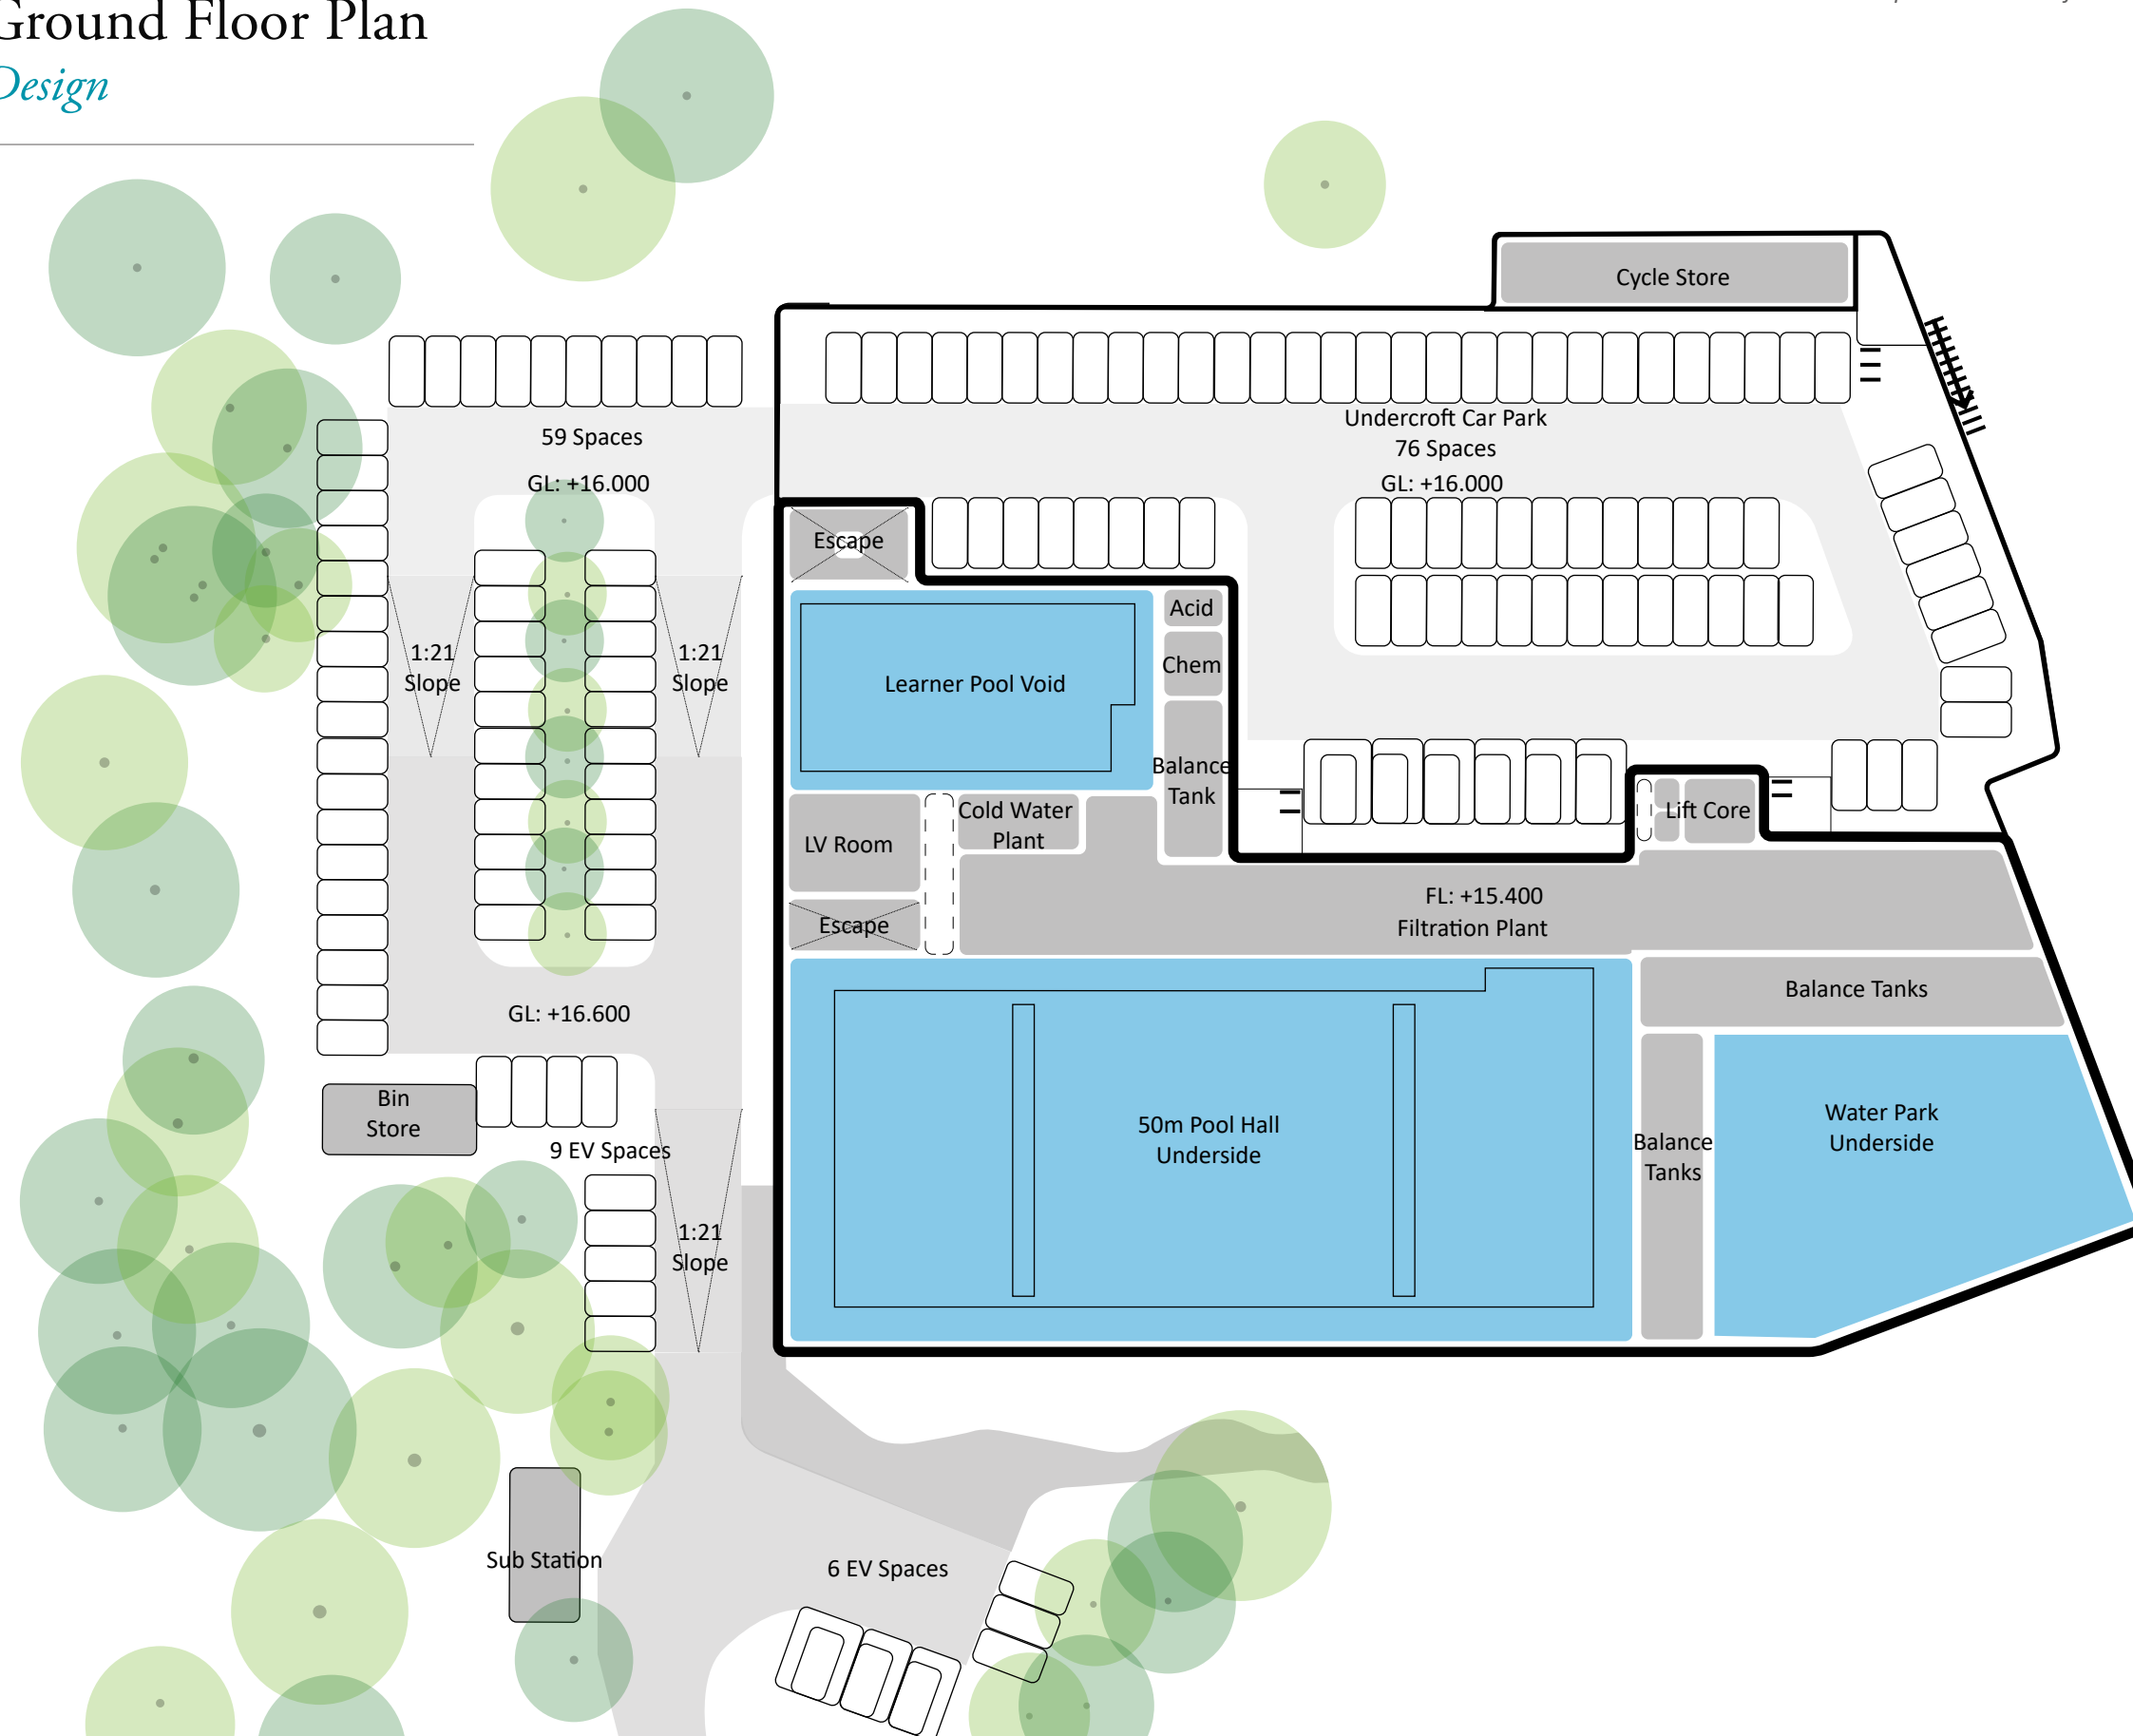 Ground Floor Plan
Design
Cycle Store
59 Spaces
GL: +16.000
Undercroft Car Park
76 Spaces
GL: +16.000
Escape
Acid
Chem
1:21
Slope
1:21
Slope
Learner Pool Void
Balance
Tank
Cold Water
Plant
LV Room
Lift Core
Escape
FL: +15.400
Filtration Plant
Balance Tanks
GL: +16.600
Bin
Store
9 EV Spaces
50m Pool Hall
Underside
Balance
Tanks
Water Park
Underside
1:21
Slope
Sub Station
6 EV Spaces